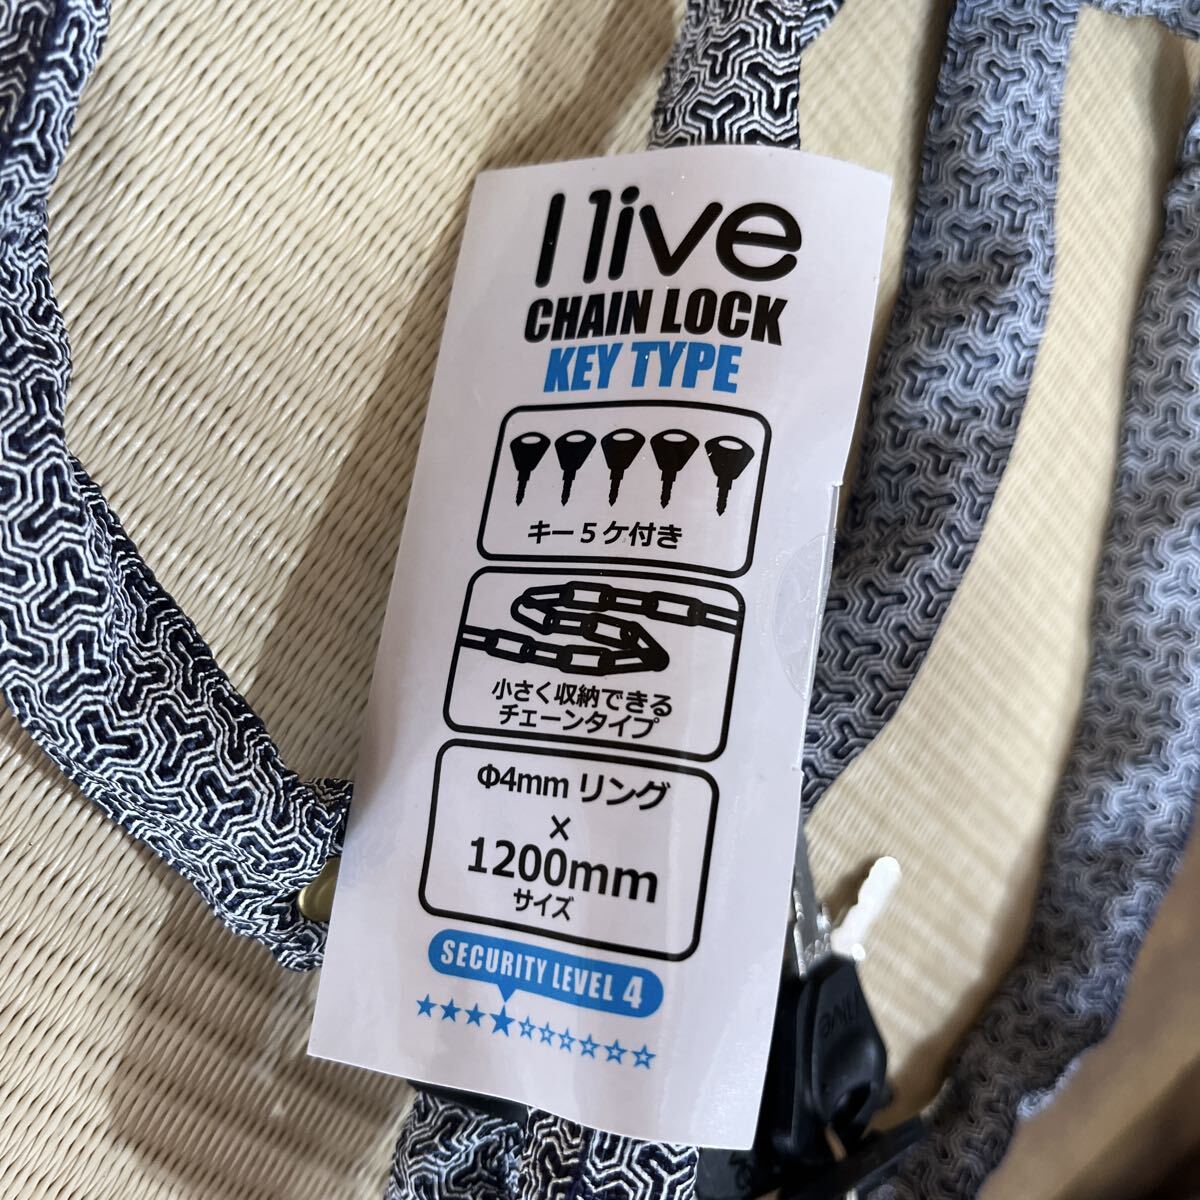 l live
CHAIN LOCK
KEY TYPE
キー5ケ付き
小さく収納できる
チェーンタイプ
Φ4mm リング
×
1200mm
サイズ
SECURITY LEVEL 4
★★★★☆☆☆☆☆☆
live